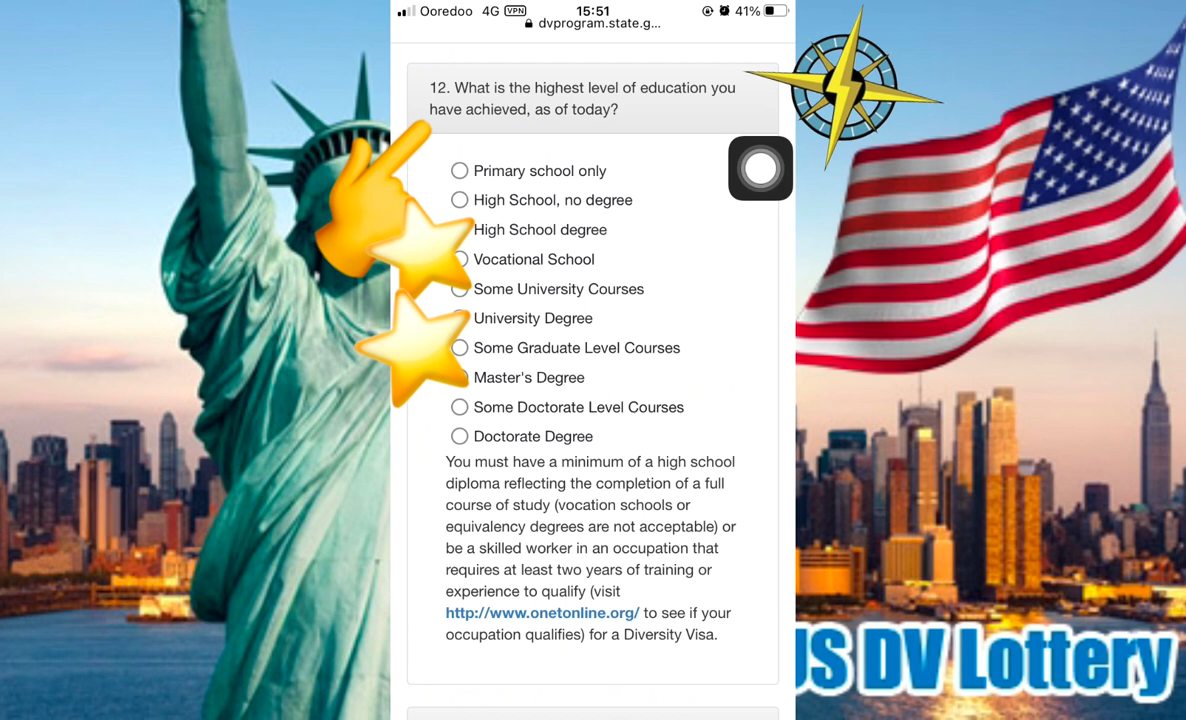 Ooredoo 4G VPN 15:51 41%
dvprogram.state.g...
12. What is the highest level of education you
have achieved, as of today?
Primary school only
High School, no degree
High School degree
Vocational School
Some University Courses
University Degree
Some Graduate Level Courses
Master's Degree
Some Doctorate Level Courses
Doctorate Degree
You must have a minimum of a high school
diploma reflecting the completion of a full
course of study (vocation schools or
equivalency degrees are not acceptable) or
be a skilled worker in an occupation that
requires at least two years of training or
experience to qualify (visit
http://www.onetonline.org/ to see if your
occupation qualifies) for a Diversity Visa.
US DV Lottery